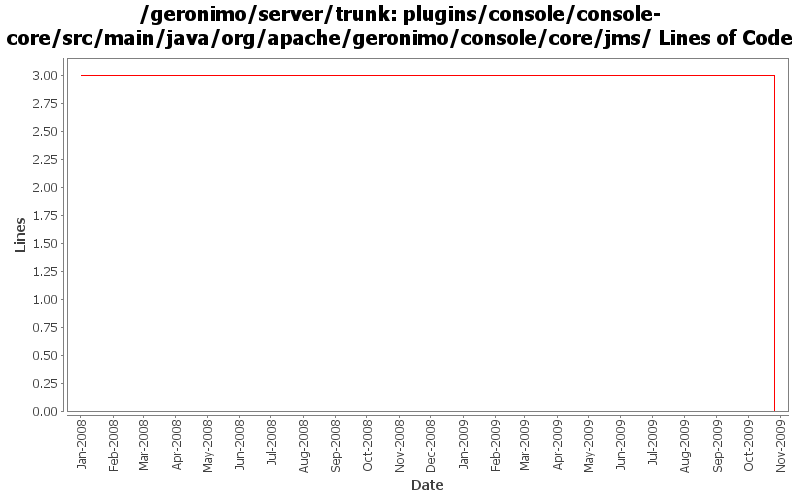 /geronimo/server/trunk: plugins/console/console-
core/src/main/java/org/apache/geronimo/console/core/jms/ Lines of Code
3.00
2.75
2.50
2.25
2.00
1.75
1.50
1.25
1.00
0.75
0.50
0.25
0.00
Lines
Jan-2008
Feb-2008
Mar-2008
Apr-2008
May-2008
Jun-2008
Jul-2008
Aug-2008
Sep-2008
Oct-2008
Nov-2008
Dec-2008
Jan-2009
Feb-2009
Mar-2009
Apr-2009
May-2009
Jun-2009
Jul-2009
Aug-2009
Sep-2009
Oct-2009
Nov-2009
Date